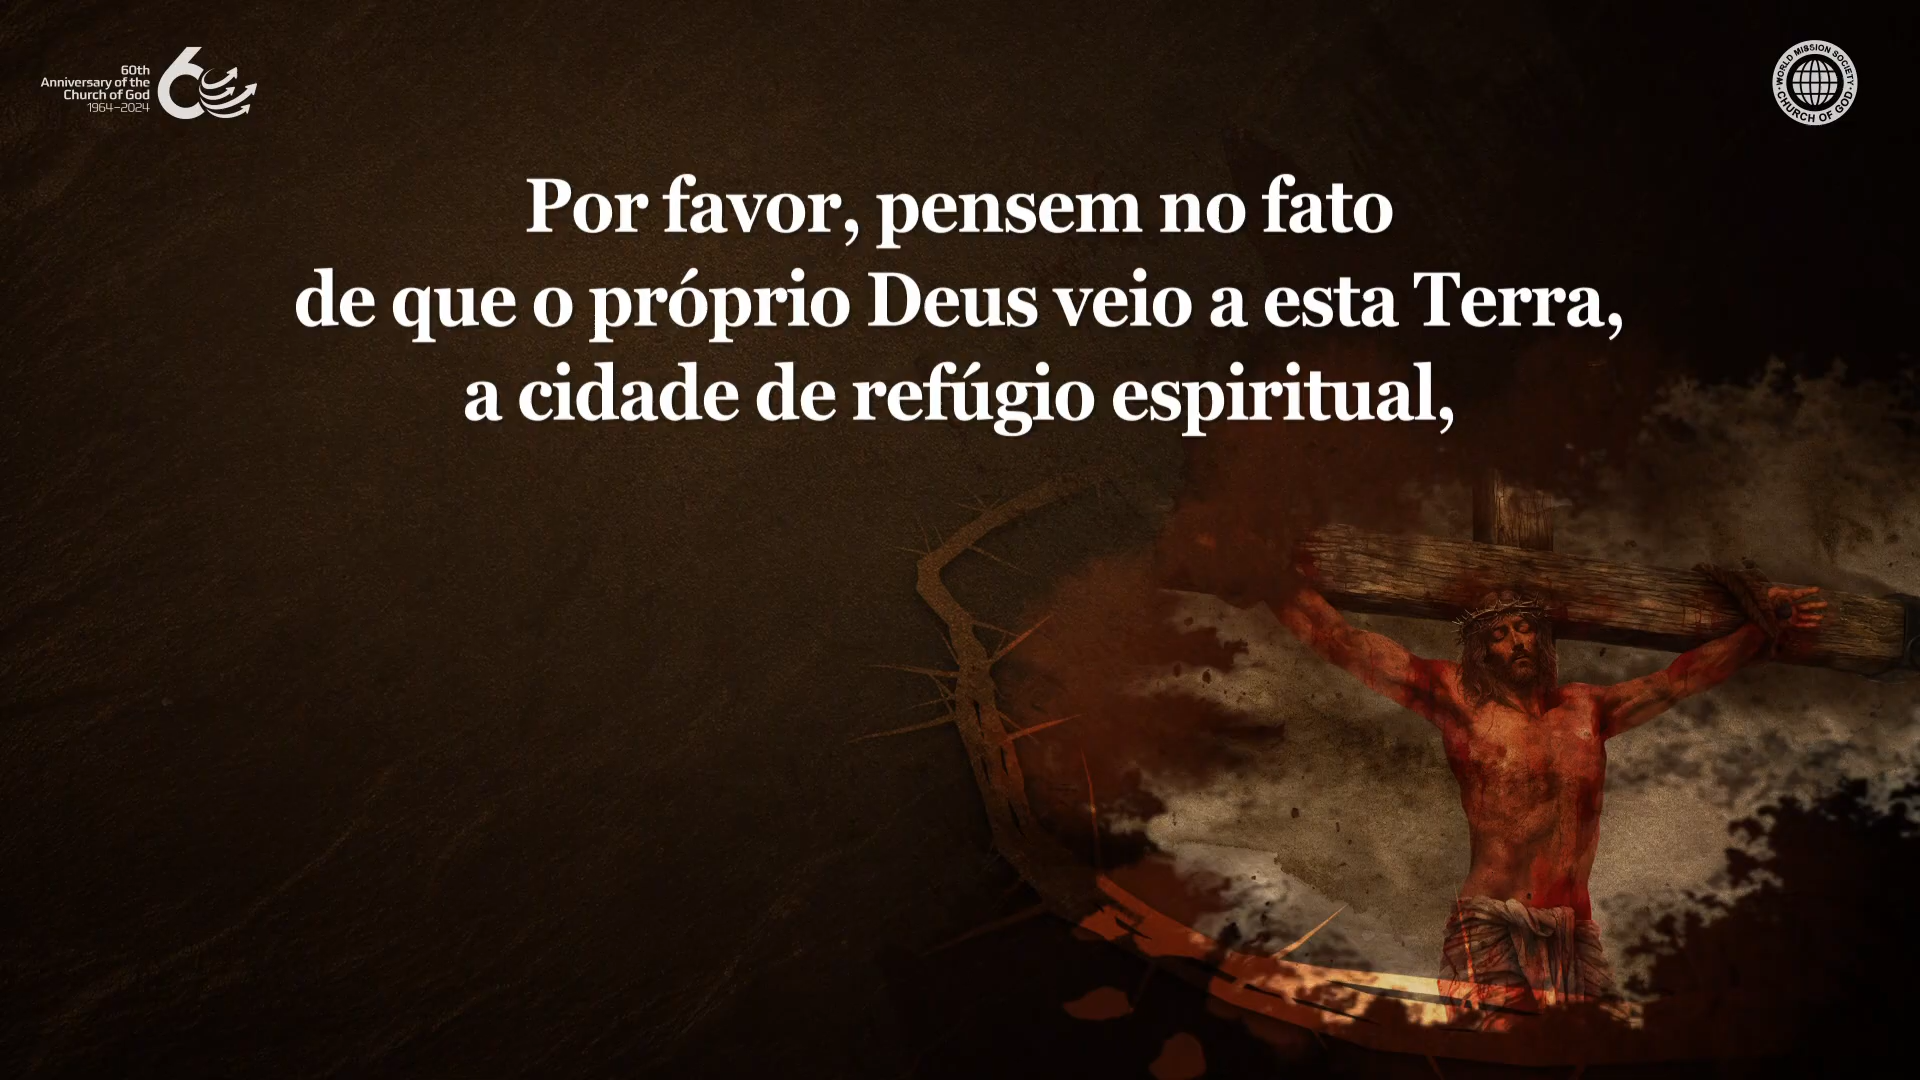 60th
Anniversary of the
Church of God
1964–2024
60
WORLD MISSION SOCIETY
CHURCH OF GOD
Por favor, pensem no fato
de que o próprio Deus veio a esta Terra,
a cidade de refúgio espiritual,